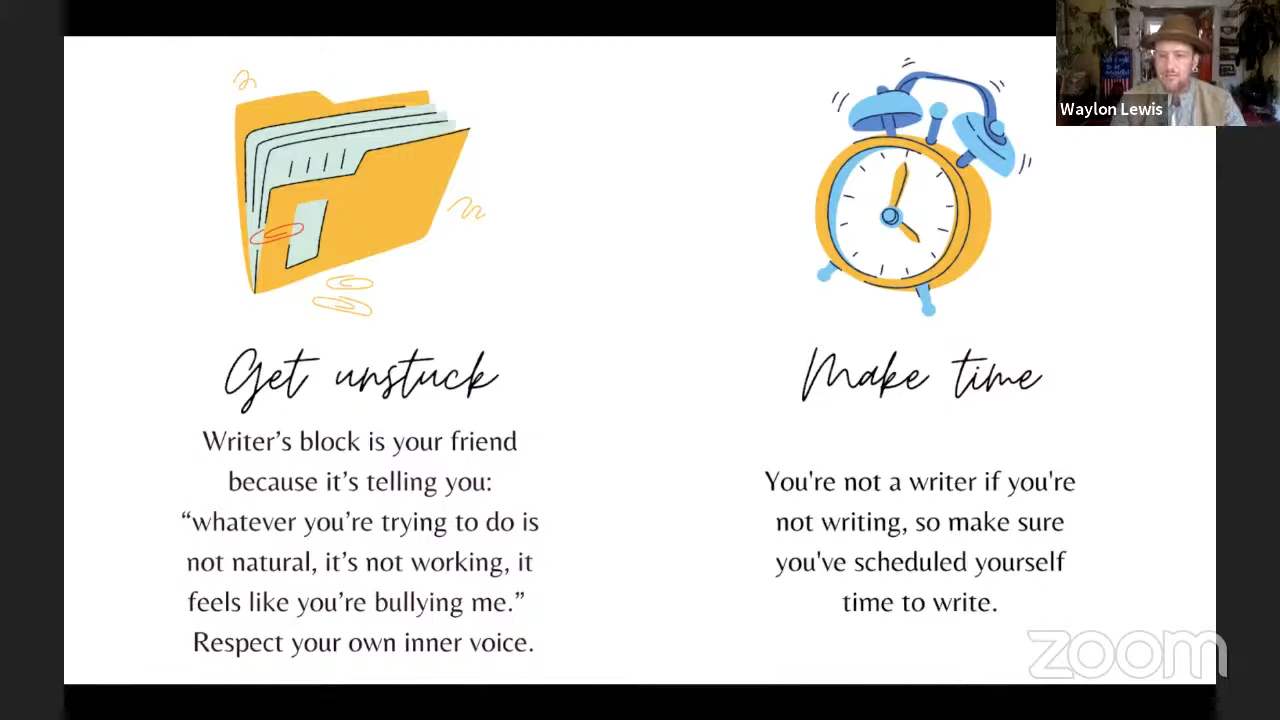 Waylon Lewis
Get unstuck
Writer's block is your friend
because it's telling you:
“whatever you're trying to do is
not natural, it's not working, it
feels like you're bullying me.”
Respect your own inner voice.
Make time
You're not a writer if you're
not writing, so make sure
you've scheduled yourself
time to write.
zoom